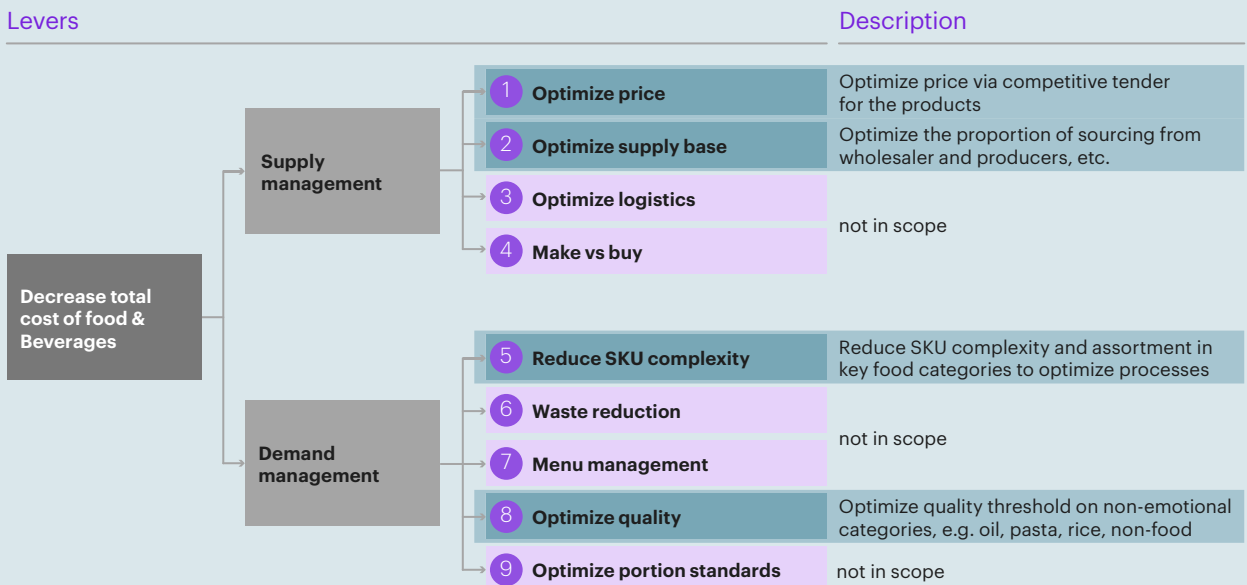 Levers
Description
Decrease total
cost of food &
Beverages
Supply
management
1 Optimize price
Optimize price via competitive tender
for the products
2 Optimize supply base
Optimize the proportion of sourcing from
wholesaler and producers, etc.
3 Optimize logistics
4 Make vs buy
not in scope
Demand
management
5 Reduce SKU complexity
Reduce SKU complexity and assortment in
key food categories to optimize processes
6 Waste reduction
7 Menu management
not in scope
8 Optimize quality
Optimize quality threshold on non-emotional
categories, e.g. oil, pasta, rice, non-food
9 Optimize portion standards
not in scope